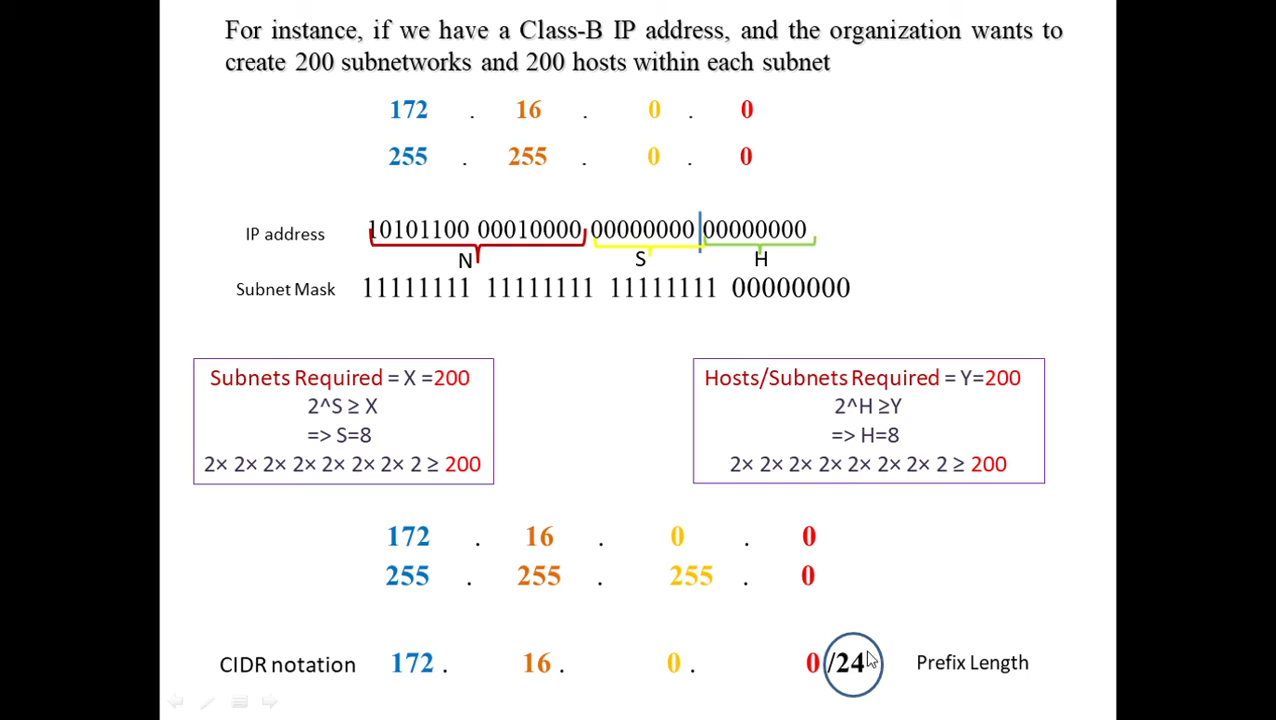 For instance, if we have a Class-B IP address, and the organization wants to
create 200 subnetworks and 200 hosts within each subnet
172 . 16 . 0 . 0
255 . 255 . 0 . 0
IP address 10101100 00010000 00000000 00000000
N S H
Subnet Mask 11111111 11111111 11111111 00000000
Subnets Required = X =200
2^S ≥ X
=> S=8
2× 2× 2× 2× 2× 2× 2× 2 ≥ 200
Hosts/Subnets Required = Y=200
2^H ≥Y
=> H=8
2× 2× 2× 2× 2× 2× 2× 2 ≥ 200
172 . 16 . 0 . 0
255 . 255 . 255 . 0
CIDR notation 172 . 16 . 0 . 0 /24 Prefix Length